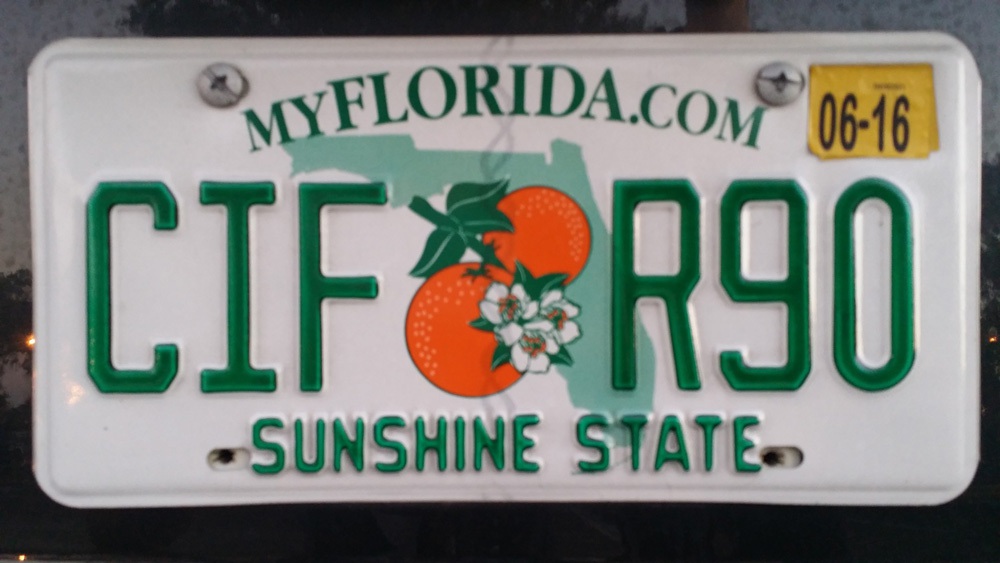 MYFLORIDA.COM
06-16
CIF R90
SUNSHINE STATE